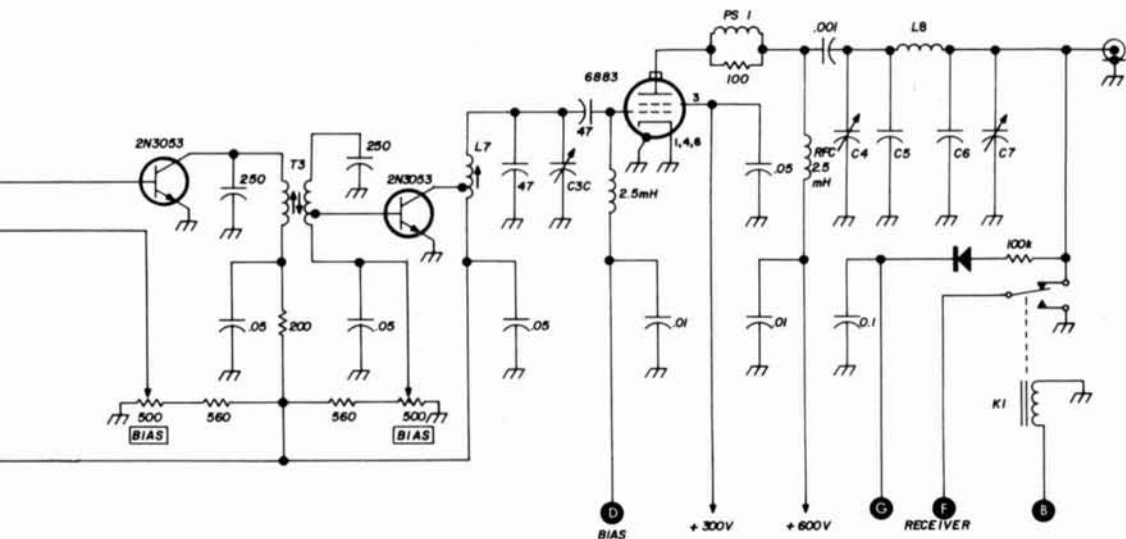 PS 1
.001
L8
100
6883
3
1,4,6
47
2N3053
T3
250
250
2N3053
L7
47
C3C
2.5mH
.05
RFC
2.5
mH
C4
C5
C6
C7
100k
.05
200
.05
.05
.01
.01
0.1
500
560
560
500
BIAS
BIAS
K1
D
BIAS
+300V
+600V
G
F
RECEIVER
B